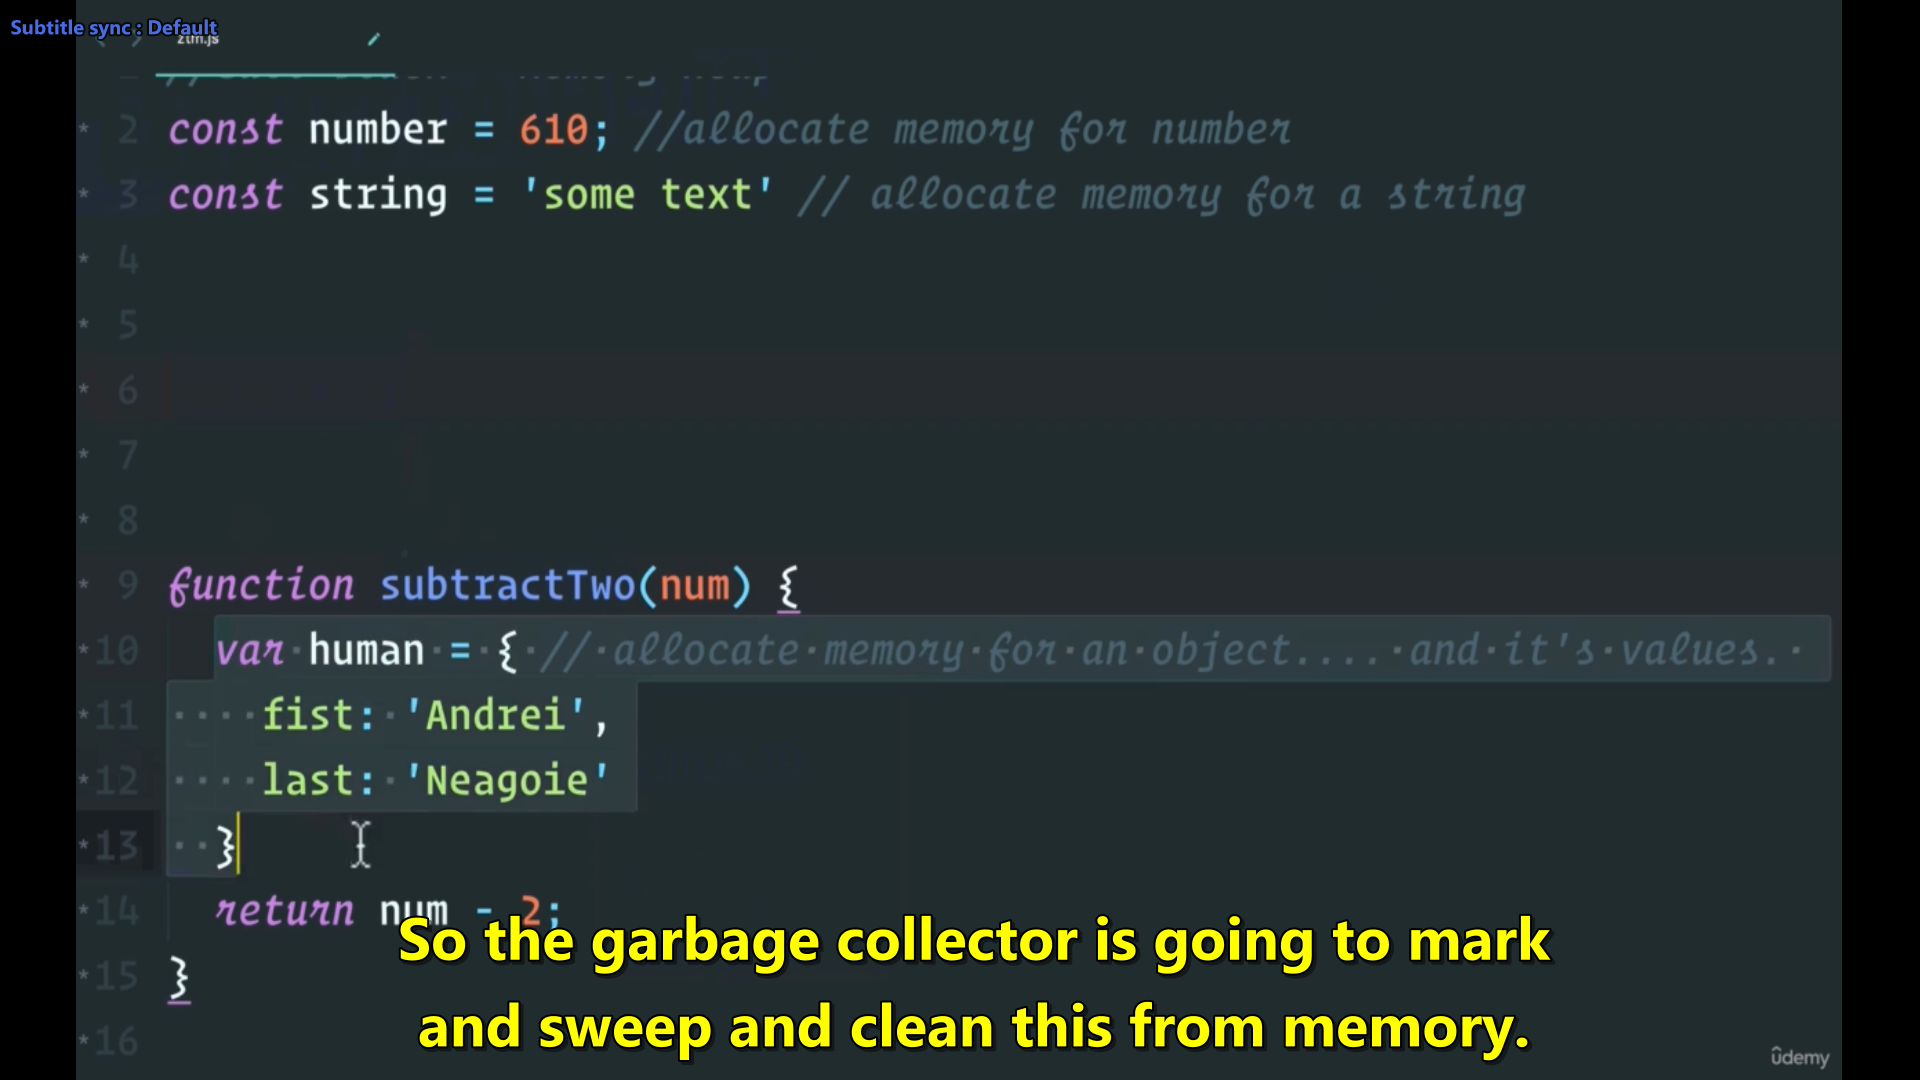 Subtitle sync : Default
ztm.js
* 2 const number = 610; //allocate memory for number
* 3 const string = 'some text' // allocate memory for a string
* 4
* 5
* 6
* 7
* 8
* 9 function subtractTwo(num) {
*10 var·human·=·{·//·allocate·memory·for·an·object....·and·it's·values.·
*11 ····fist:·'Andrei',
*12 ····last:·'Neagoie'
*13 ··}
*14 return num - 2;
*15 }
*16
So the garbage collector is going to mark
and sweep and clean this from memory.
ûdemy